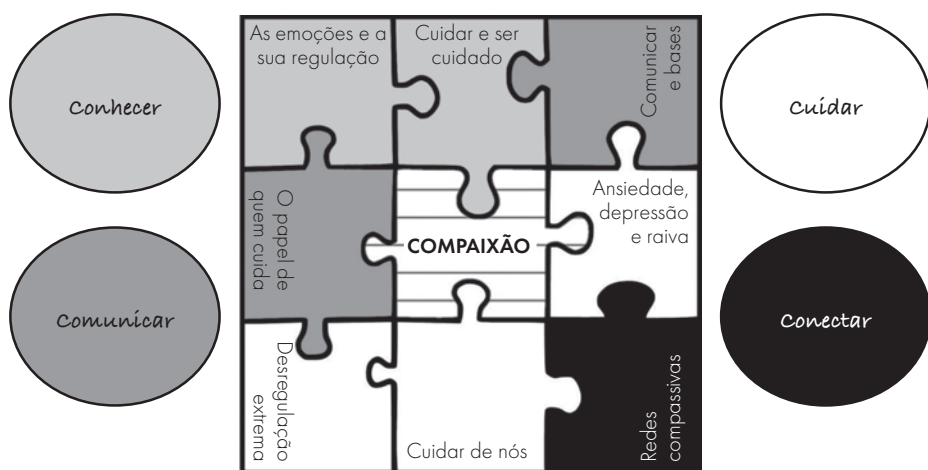 Conhecer
Comunicar
As emoções e a
sua regulação
Cuidar e ser
cuidado
Comunicar
e bases
O papel de
quem cuida
COMPAIXÃO
Ansiedade,
depressão
e raiva
Desregulação
extrema
Cuidar de nós
Redes
compassivas
Cuidar
Conectar